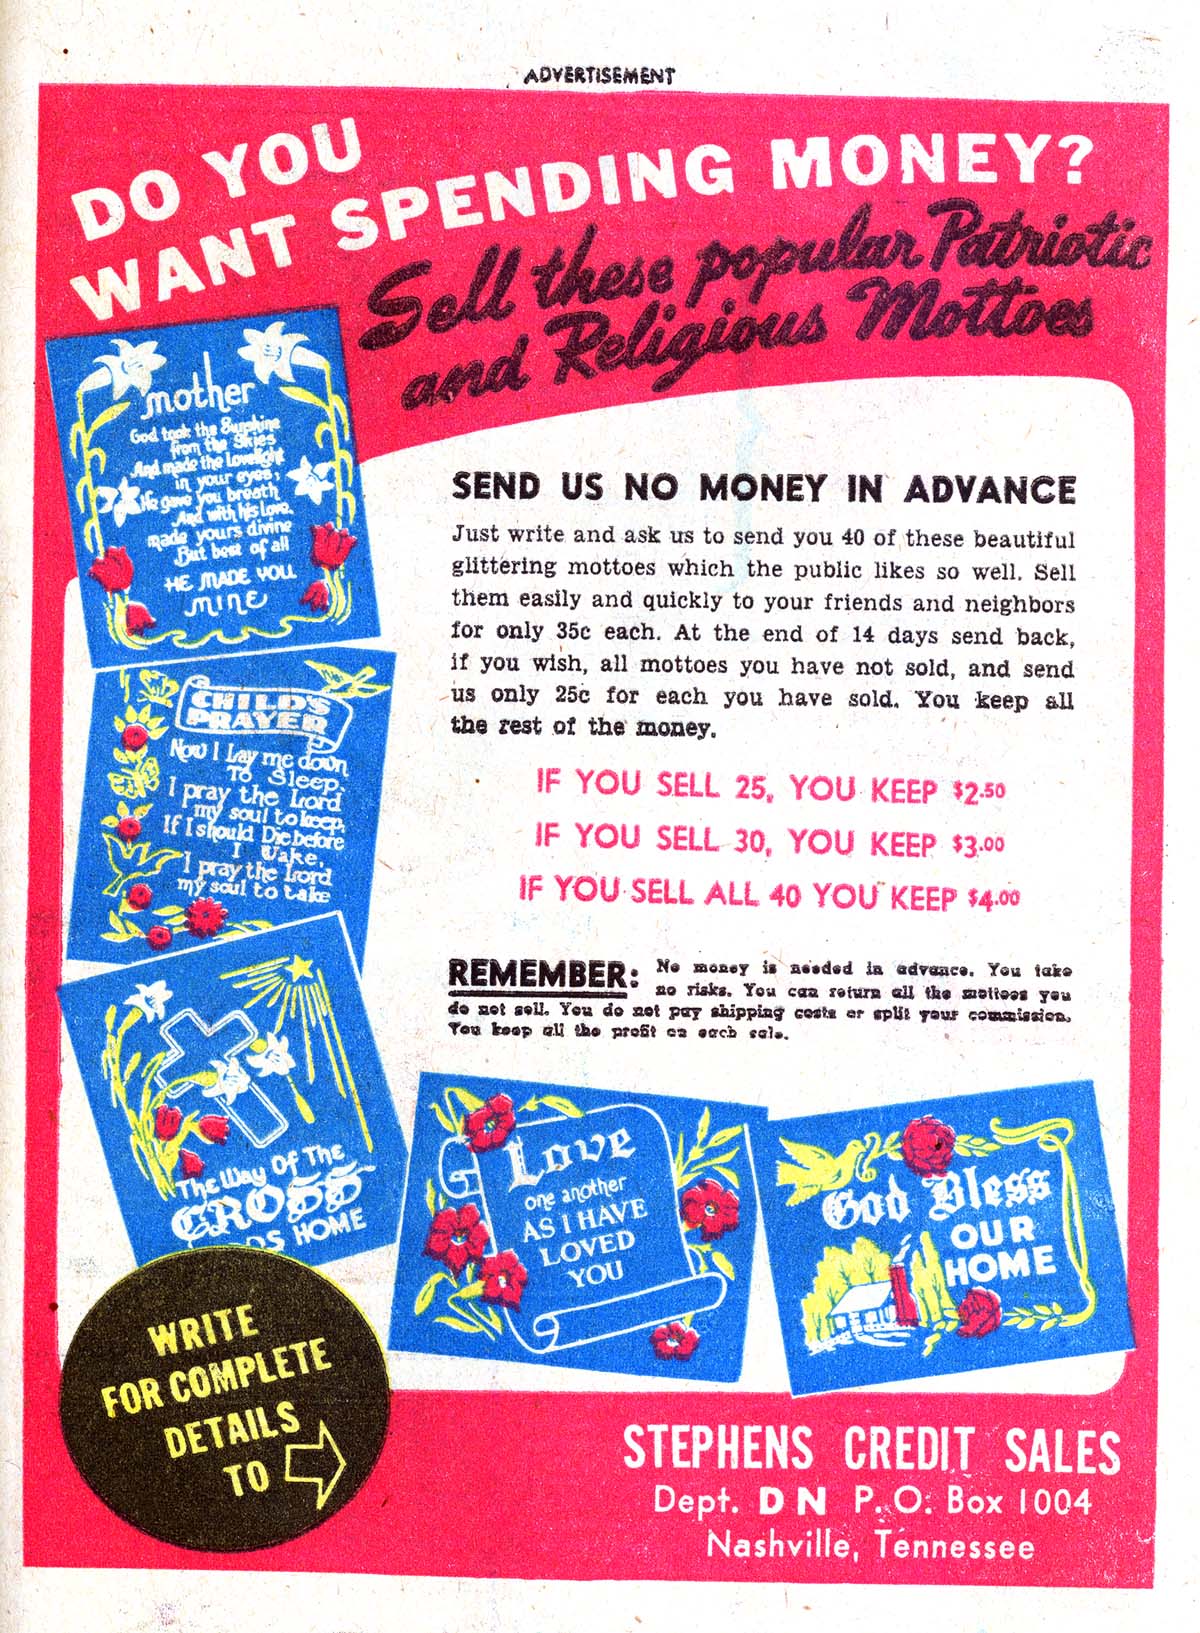 ADVERTISEMENT
DO YOU
WANT SPENDING MONEY?
Sell these popular Patriotic
and Religious Mottoes
mother
God took the Sunshine
from the Skies
And made the Lovelight
in your eyes;
He gave you breath
And with his Love
made yours divine
But best of all
HE MADE YOU
MINE
CHILD'S
PRAYER
Now I Lay me down
To Sleep,
I pray the Lord
my soul to keep,
If I should Die before
I Wake,
I pray the Lord
my soul to take
The Way Of The
CROSS
DS HOME
SEND US NO MONEY IN ADVANCE
Just write and ask us to send you 40 of these beautiful
glittering mottoes which the public likes so well. Sell
them easily and quickly to your friends and neighbors
for only 35c each. At the end of 14 days send back,
if you wish, all mottoes you have not sold, and send
us only 25c for each you have sold. You keep all
the rest of the money.
IF YOU SELL 25, YOU KEEP $2.50
IF YOU SELL 30, YOU KEEP $3.00
IF YOU SELL ALL 40 YOU KEEP $4.00
REMEMBER: No money is needed in advance. You take
no risks. You can return all the mottoes you
do not sell. You do not pay shipping costs or split your commission.
You keep all the profit on each sale.
Love
one another
AS I HAVE
LOVED
YOU
God Bless
OUR
HOME
WRITE
FOR COMPLETE
DETAILS
TO
STEPHENS CREDIT SALES
Dept. DN P. O. Box 1004
Nashville, Tennessee